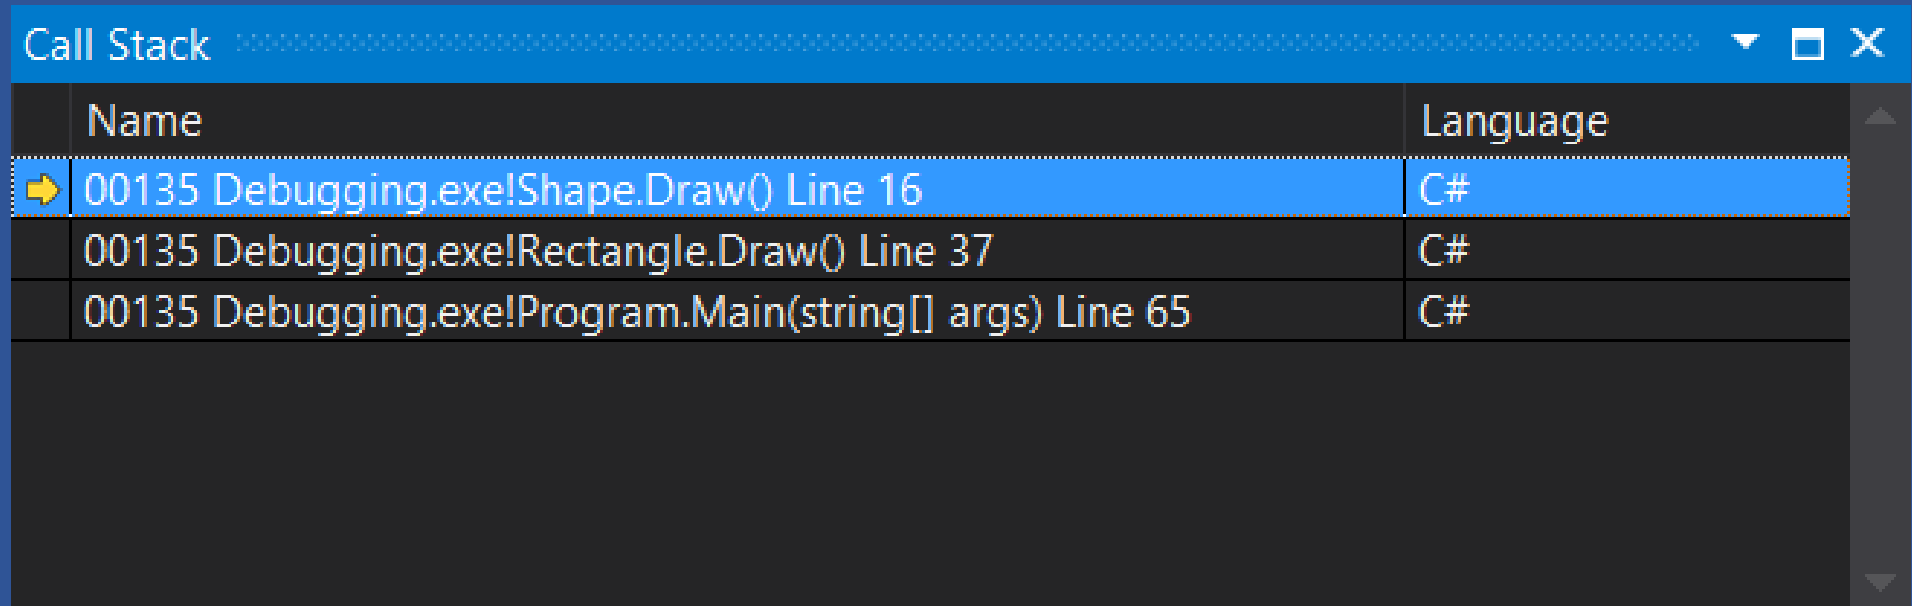 Call Stack
Name Language
00135 Debugging.exe!Shape.Draw() Line 16 C#
00135 Debugging.exe!Rectangle.Draw() Line 37 C#
00135 Debugging.exe!Program.Main(string[] args) Line 65 C#